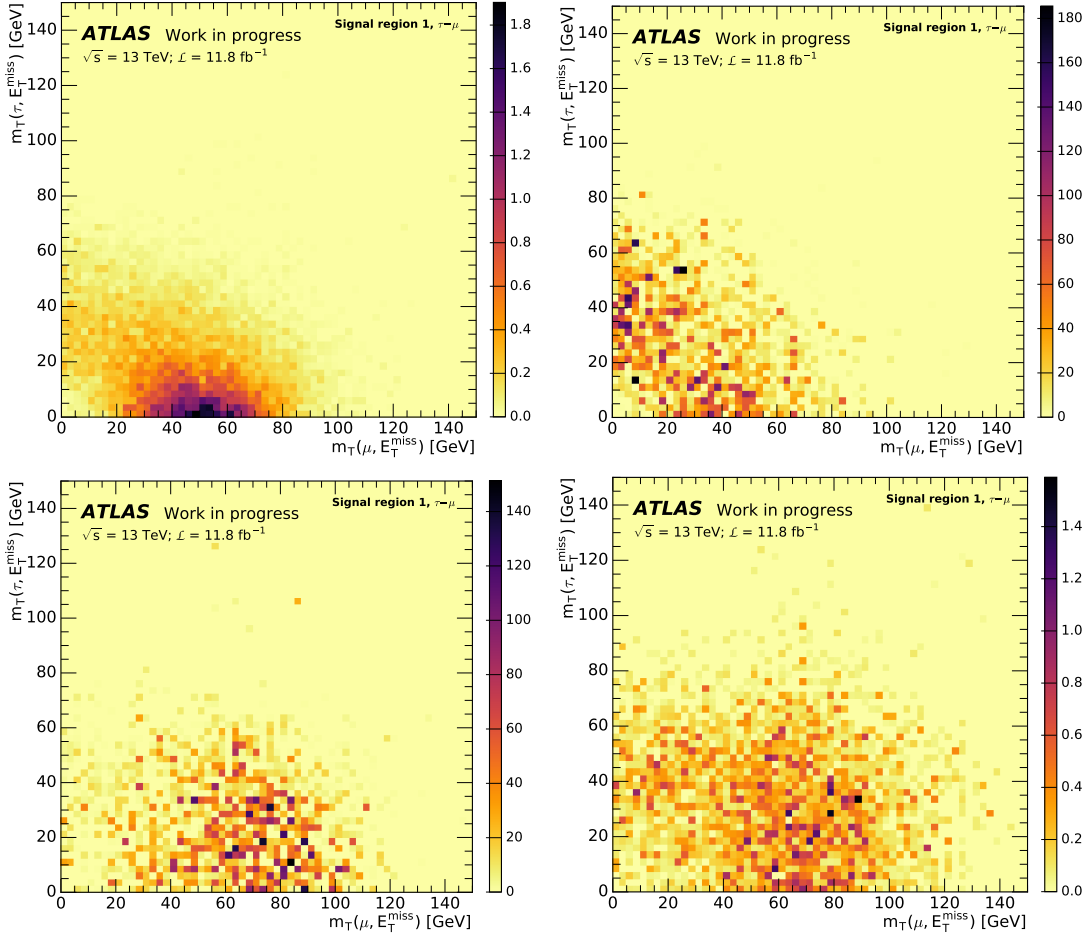 ATLAS Work in progress
Signal region 1, τ−μ
√s = 13 TeV; ℒ = 11.8 fb⁻¹
m_T(τ, E_T^miss) [GeV]
140
120
100
80
60
40
20
0
0 20 40 60 80 100 120 140
m_T(μ, E_T^miss) [GeV]
1.8
1.6
1.4
1.2
1.0
0.8
0.6
0.4
0.2
0.0
ATLAS Work in progress
Signal region 1, τ−μ
√s = 13 TeV; ℒ = 11.8 fb⁻¹
m_T(τ, E_T^miss) [GeV]
140
120
100
80
60
40
20
0
0 20 40 60 80 100 120 140
m_T(μ, E_T^miss) [GeV]
180
160
140
120
100
80
60
40
20
0
ATLAS Work in progress
Signal region 1, τ−μ
√s = 13 TeV; ℒ = 11.8 fb⁻¹
m_T(τ, E_T^miss) [GeV]
140
120
100
80
60
40
20
0
0 20 40 60 80 100 120 140
m_T(μ, E_T^miss) [GeV]
140
120
100
80
60
40
20
0
ATLAS Work in progress
Signal region 1, τ−μ
√s = 13 TeV; ℒ = 11.8 fb⁻¹
m_T(τ, E_T^miss) [GeV]
140
120
100
80
60
40
20
0
0 20 40 60 80 100 120 140
m_T(μ, E_T^miss) [GeV]
1.4
1.2
1.0
0.8
0.6
0.4
0.2
0.0